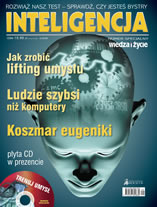 ROZWIĄŻ NASZ TEST – SPRAWDŹ, CZY JESTEŚ BYSTRY
INTELIGENCJA
NUMER SPECJALNY
wiedza i życie
Jak zrobić
lifting umysłu
Ludzie szybsi
niż komputery
Koszmar eugeniki
płyta CD
w prezencie
TRENUJ UMYSŁ